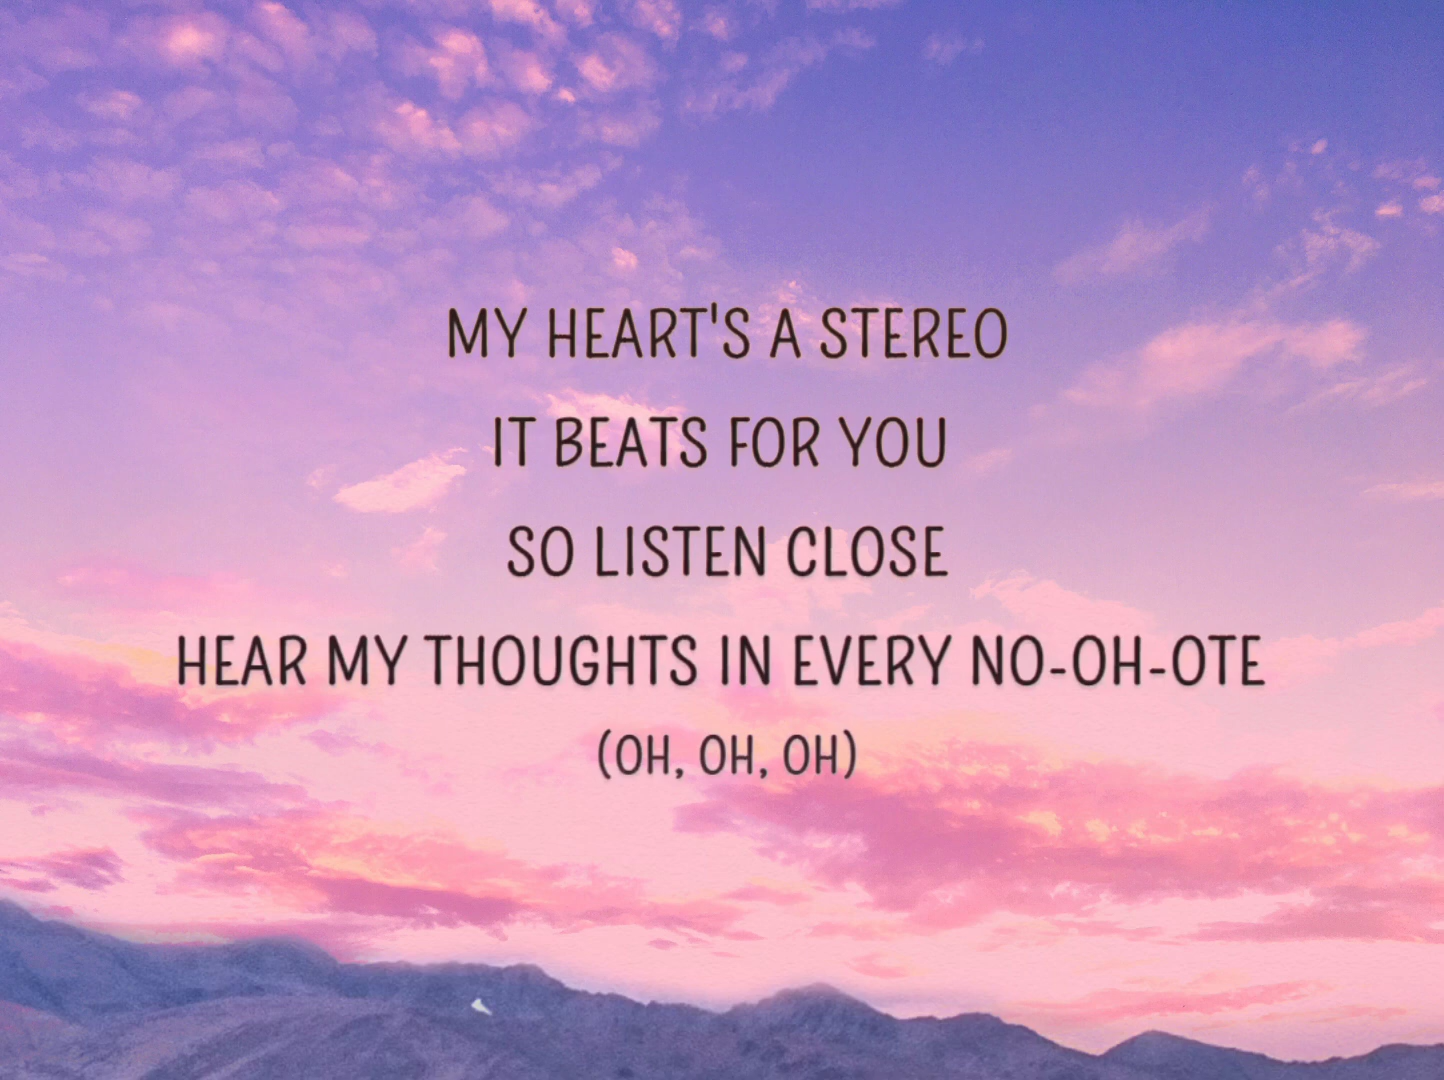 MY HEART'S A STEREO
IT BEATS FOR YOU
SO LISTEN CLOSE
HEAR MY THOUGHTS IN EVERY NO-OH-OTE
(OH, OH, OH)